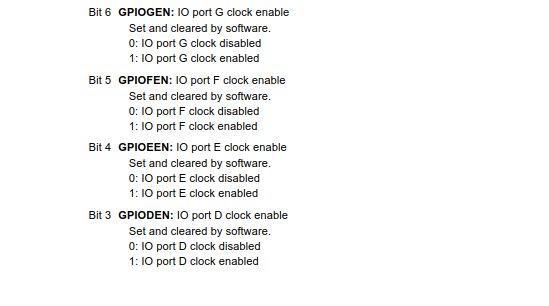 Bit 6 GPIOGEN: IO port G clock enable
Set and cleared by software.
0: IO port G clock disabled
1: IO port G clock enabled
Bit 5 GPIOFEN: IO port F clock enable
Set and cleared by software.
0: IO port F clock disabled
1: IO port F clock enabled
Bit 4 GPIOEEN: IO port E clock enable
Set and cleared by software.
0: IO port E clock disabled
1: IO port E clock enabled
Bit 3 GPIODEN: IO port D clock enable
Set and cleared by software.
0: IO port D clock disabled
1: IO port D clock enabled